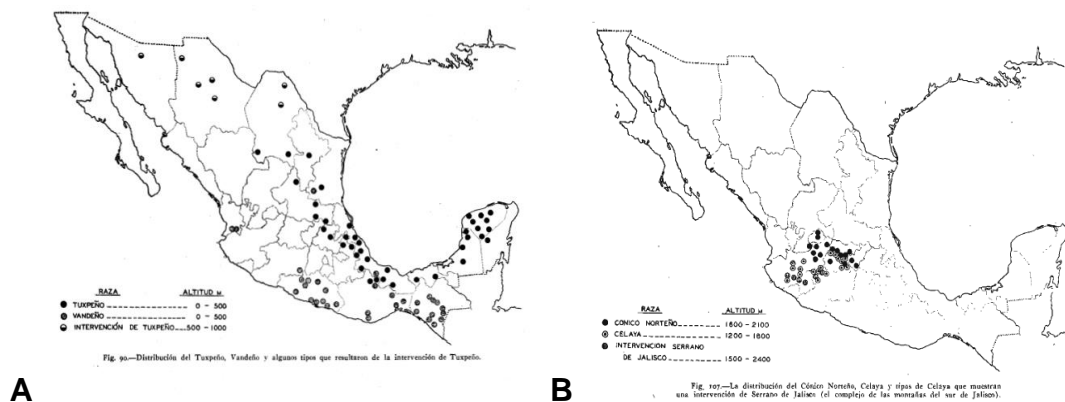 RAZA ALTITUD M
TUXPEÑO 0 - 500
VANDEÑO 0 - 500
INTERVENCIÓN DE TUXPEÑO 500 - 1000
Fig. 90.—Distribución del Tuxpeño, Vandeño y algunos tipos que resultaron de la intervención de Tuxpeño.
A
RAZA ALTITUD M
CONICO NORTEÑO 1600 - 2100
CELAYA 1200 - 1800
INTERVENCIÓN SERRANO
DE JALISCO 1500 - 2400
Fig. 107.—La distribución del Cónico Norteño, Celaya y tipos de Celaya que muestran
una intervención de Serrano de Jalisco (el complejo de las montañas del sur de Jalisco).
B